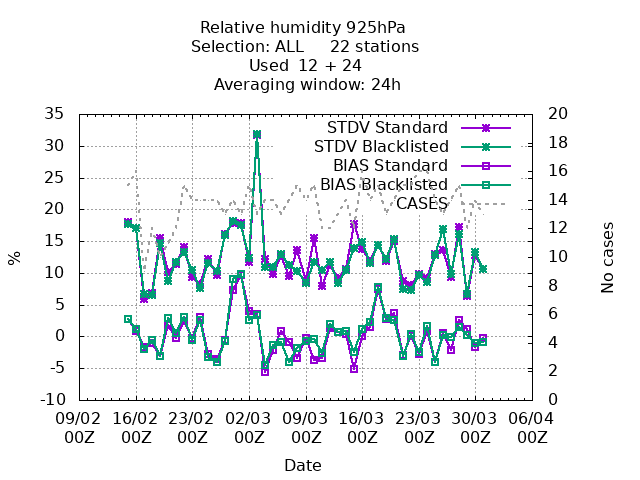 Relative humidity 925hPa
Selection: ALL 22 stations
Used 12 + 24
Averaging window: 24h
STDV Standard
STDV Blacklisted
BIAS Standard
BIAS Blacklisted
CASES
35
30
25
20
15
10
5
0
-5
-10
%
20
18
16
14
12
10
8
6
4
2
0
No cases
09/02 16/02 23/02 02/03 09/03 16/03 23/03 30/03 06/04
00Z 00Z 00Z 00Z 00Z 00Z 00Z 00Z 00Z
Date